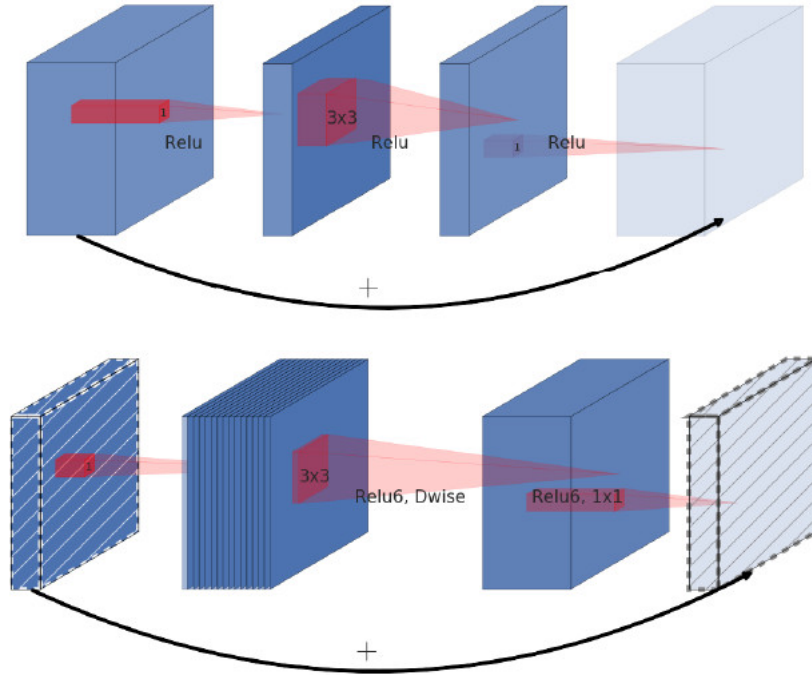 1
3x3
1
Relu
Relu
Relu
+
1
3x3
Relu6, Dwise
Relu6, 1x1
+